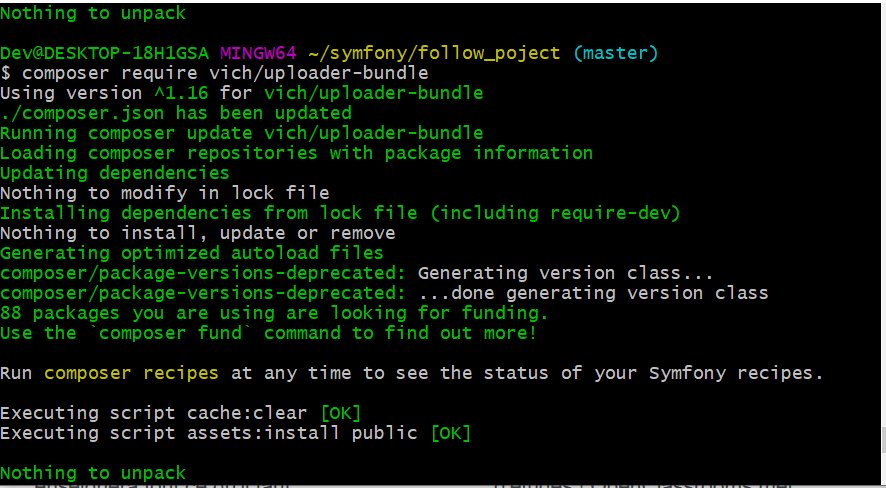 Nothing to unpack
Dev@DESKTOP-18H1GSA MINGW64 ~/symfony/follow_poject (master)
$ composer require vich/uploader-bundle
Using version ^1.16 for vich/uploader-bundle
./composer.json has been updated
Running composer update vich/uploader-bundle
Loading composer repositories with package information
Updating dependencies
Nothing to modify in lock file
Installing dependencies from lock file (including require-dev)
Nothing to install, update or remove
Generating optimized autoload files
composer/package-versions-deprecated: Generating version class...
composer/package-versions-deprecated: ...done generating version class
88 packages you are using are looking for funding.
Use the `composer fund` command to find out more!
Run composer recipes at any time to see the status of your Symfony recipes.
Executing script cache:clear [OK]
Executing script assets:install public [OK]
Nothing to unpack